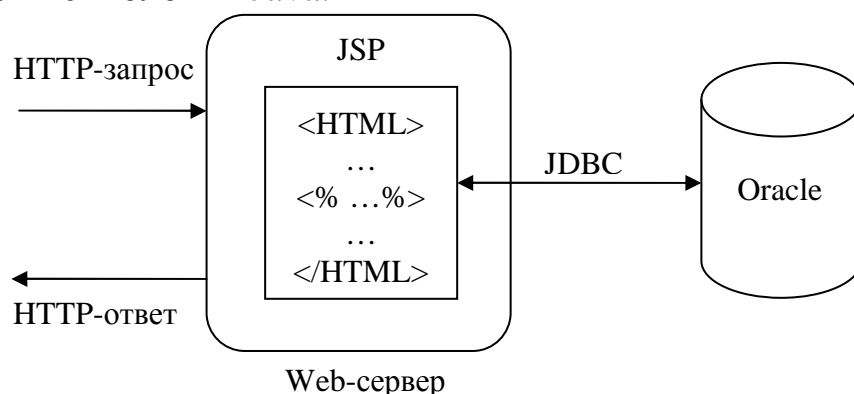 JSP
HTTP-запрос
<HTML>
…
<% …%>
…
</HTML>
JDBC
Oracle
HTTP-ответ
Web-сервер